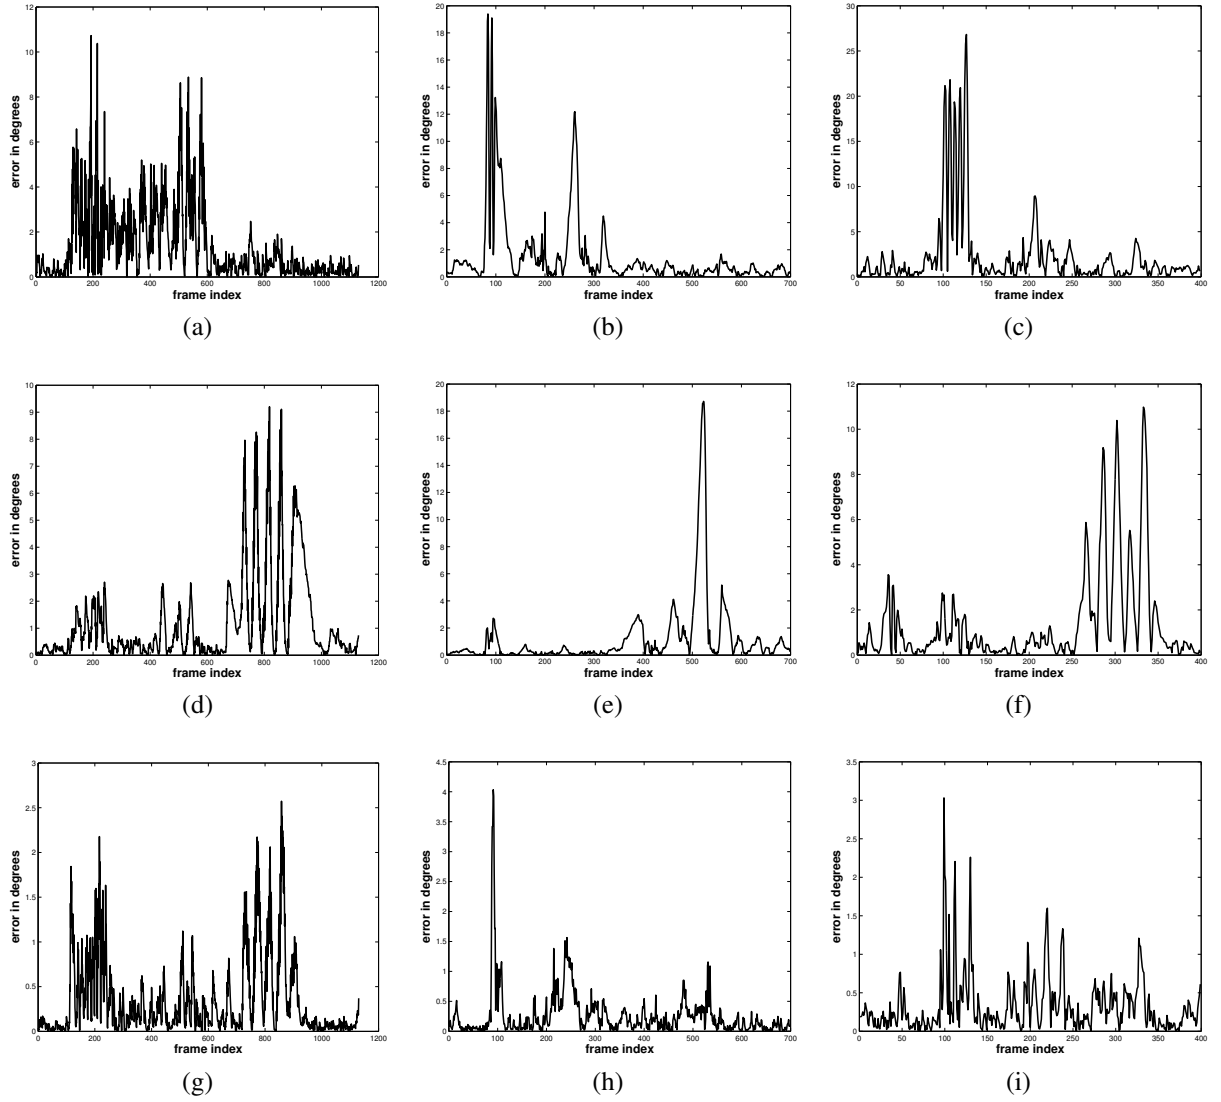 12
10
8
6
4
2
0
0 200 400 600 800 1000 1200
error in degrees
frame index
(a)
20
18
16
14
12
10
8
6
4
2
0
0 100 200 300 400 500 600 700
error in degrees
frame index
(b)
30
25
20
15
10
5
0
0 50 100 150 200 250 300 350 400
error in degrees
frame index
(c)
10
9
8
7
6
5
4
3
2
1
0
0 200 400 600 800 1000 1200
error in degrees
frame index
(d)
20
18
16
14
12
10
8
6
4
2
0
0 100 200 300 400 500 600 700
error in degrees
frame index
(e)
12
10
8
6
4
2
0
0 50 100 150 200 250 300 350 400
error in degrees
frame index
(f)
3
2.5
2
1.5
1
0.5
0
0 200 400 600 800 1000 1200
error in degrees
frame index
(g)
4.5
4
3.5
3
2.5
2
1.5
1
0.5
0
0 100 200 300 400 500 600 700
error in degrees
frame index
(h)
3.5
3
2.5
2
1.5
1
0.5
0
0 50 100 150 200 250 300 350 400
error in degrees
frame index
(i)